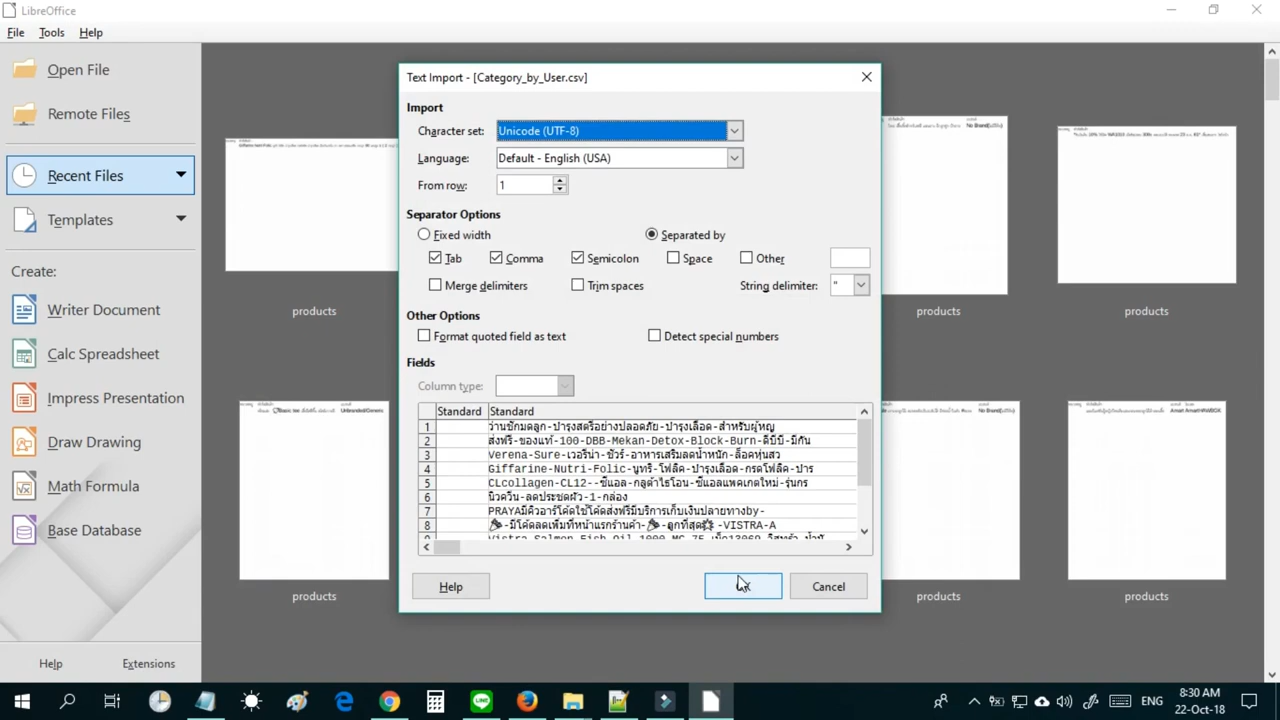 LibreOffice
File Tools Help
Open File
Remote Files
Recent Files
Templates
Create:
Writer Document
Calc Spreadsheet
Impress Presentation
Draw Drawing
Math Formula
Base Database
Help Extensions
products
products
products
products
products
products
Text Import - [Category_by_User.csv]
Import
Character set: Unicode (UTF-8)
Language: Default - English (USA)
From row: 1
Separator Options
Fixed width Separated by
Tab Comma Semicolon Space Other
Merge delimiters Trim spaces String delimiter: "
Other Options
Format quoted field as text Detect special numbers
Fields
Column type:
Standard Standard
ว่านชักมดลูก-บำรุงสตรีอย่างปลอดภัย-บำรุงเลือด-สำหรับผู้หญ
2 ส่งฟรี-ของแท้-100-DBB-Mekan-Detox-Block-Burn-ดีบีบี-มีกัน
3 Verena-Sure-เวอรีน่า-ชัวร์-อาหารเสริมลดน้ำหนัก-ล็อคหุ่นสว
4 Giffarine-Nutri-Folic-นูทริ-โฟลิค-บำรุงเลือด-กรดโฟลิค-ปาร
5 CLcollagen-CL12--ซีแอล-กลูต้าไธโอน-ซีแอลแพคเกตใหม่-รุ่นกร
6 นิวควีน-ลดประชดผัว-1-กล่อง
7 PRAYAมีคิวอาร์โค้ดใช้โค้ดส่งฟรีมีบริการเก็บเงินปลายทางby-
8 -มีโค้ดลดเพิ่มที่หน้าแรกร้านค้า- -ถูกที่สุด -VISTRA-A
Help Cancel
ENG
8:30 AM
22-Oct-18